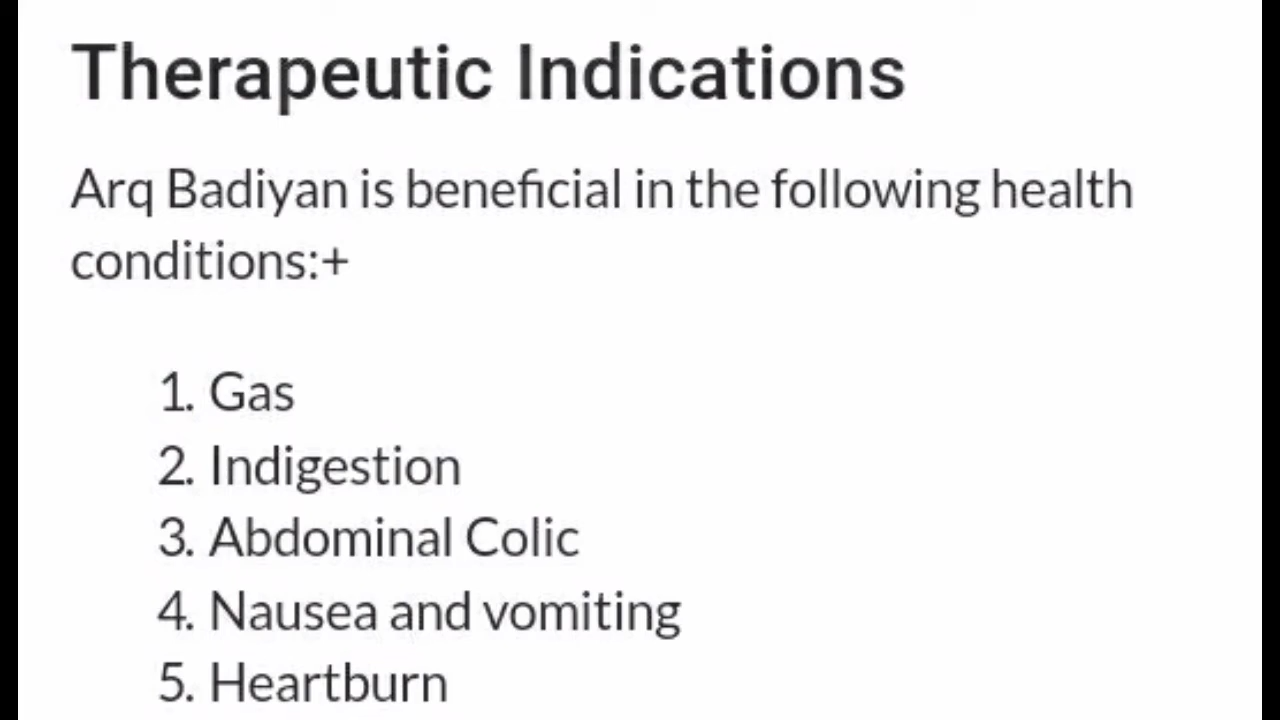 Therapeutic Indications
Arq Badiyan is beneficial in the following health
conditions:+
1. Gas
2. Indigestion
3. Abdominal Colic
4. Nausea and vomiting
5. Heartburn